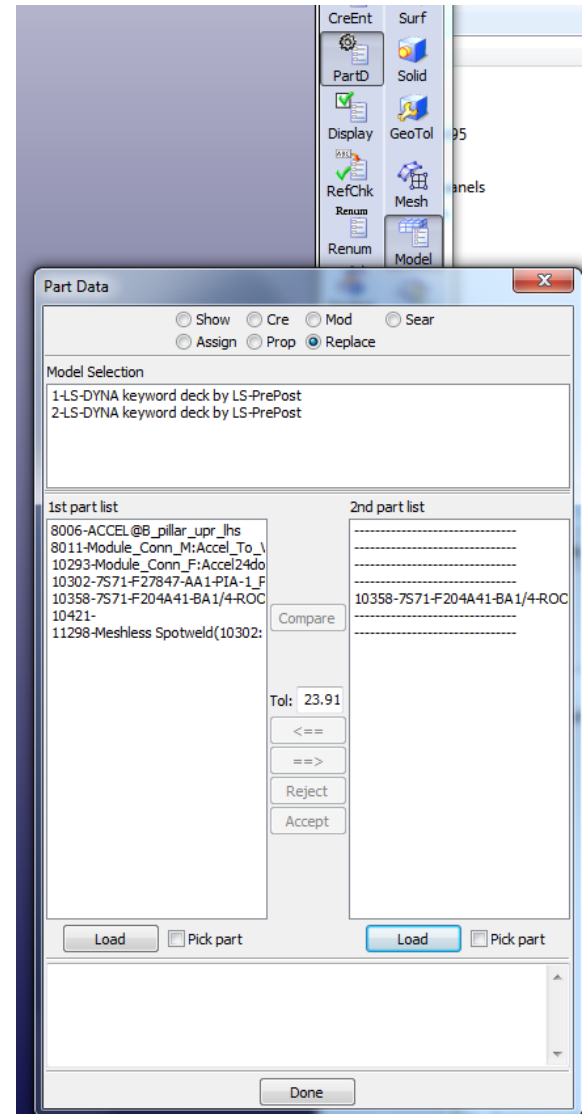 CreEnt Surf
PartD Solid
Display GeoTol 95
RefChk Mesh anels
Renum
Renum Model
Part Data
Show Cre Mod Sear
Assign Prop Replace
Model Selection
1-LS-DYNA keyword deck by LS-PrePost
2-LS-DYNA keyword deck by LS-PrePost
1st part list 2nd part list
8006-ACCEL@B_pillar_upr_lhs --------------------------------
8011-Module_Conn_M:Accel_To_\ --------------------------------
10293-Module_Conn_F:Accel24do --------------------------------
10302-7S71-F27847-AA1-PIA-1_F --------------------------------
10358-7S71-F204A41-BA1/4-ROC 10358-7S71-F204A41-BA1/4-ROC
10421- --------------------------------
11298-Meshless Spotweld(10302: --------------------------------
Compare
Tol: 23.91
<==
==>
Reject
Accept
Load Pick part Load Pick part
Done